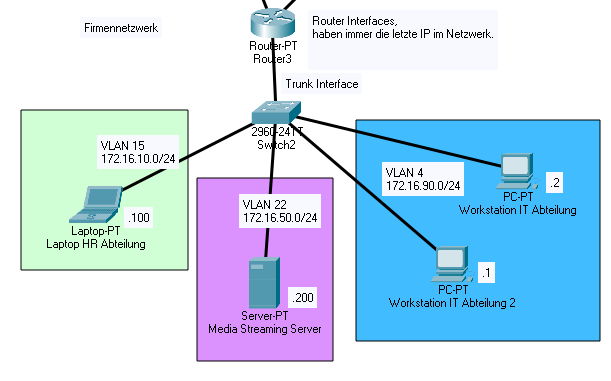 Firmennetzwerk
Router Interfaces,
haben immer die letzte IP im Netzwerk.
Router-PT
Router3
Trunk Interface
2960-24TT
Switch2
VLAN 15
172.16.10.0/24
.100
Laptop-PT
Laptop HR Abteilung
VLAN 22
172.16.50.0/24
.200
Server-PT
Media Streaming Server
VLAN 4
172.16.90.0/24
.2
PC-PT
Workstation IT Abteilung
.1
PC-PT
Workstation IT Abteilung 2